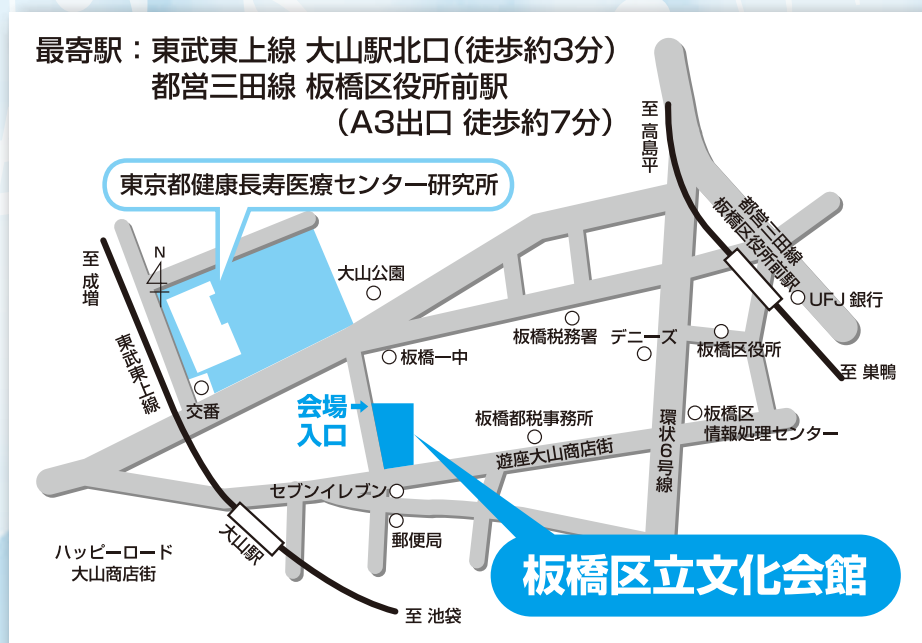 最寄駅：東武東上線 大山駅北口（徒歩約3分）
都営三田線 板橋区役所前駅
（A3出口 徒歩約7分）
至 高島平
東京都健康長寿医療センター研究所
都営三田線
板橋区役所前駅
N
至 成増
大山公園
UFJ 銀行
東武東上線
板橋税務署
デニーズ
板橋区役所
板橋一中
至 巣鴨
交番
会場
入口
板橋都税事務所
板橋区
情報処理センター
環状6号線
遊座大山商店街
セブンイレブン
大山駅
郵便局
ハッピーロード
大山商店街
板橋区立文化会館
至 池袋